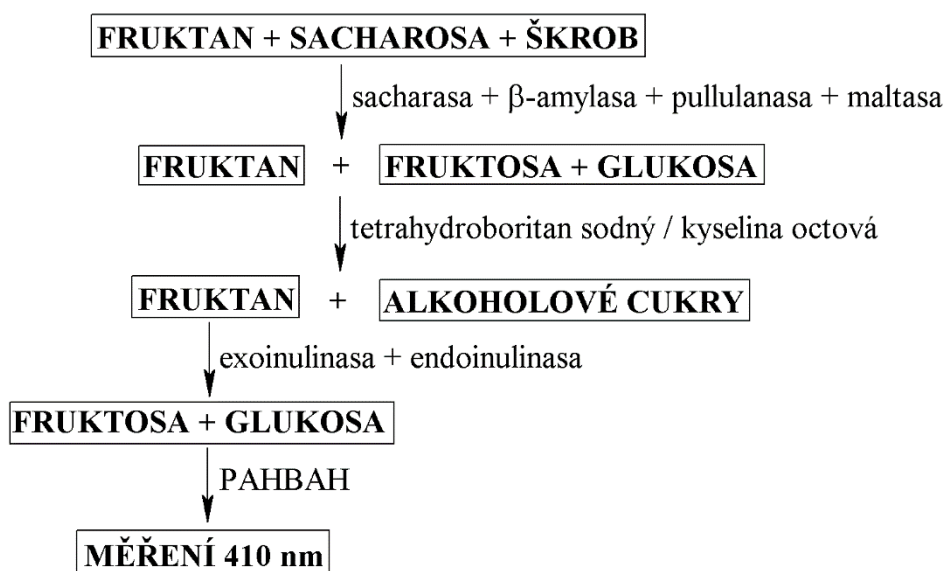 FRUKTAN + SACHAROSA + ŠKROB
sacharasa + β-amylasa + pullulanasa + maltasa
FRUKTAN + FRUKTOSA + GLUKOSA
tetrahydroboritan sodný / kyselina octová
FRUKTAN + ALKOHOLOVÉ CUKRY
exoinulinasa + endoinulinasa
FRUKTOSA + GLUKOSA
PAHBAH
MĚŘENÍ 410 nm